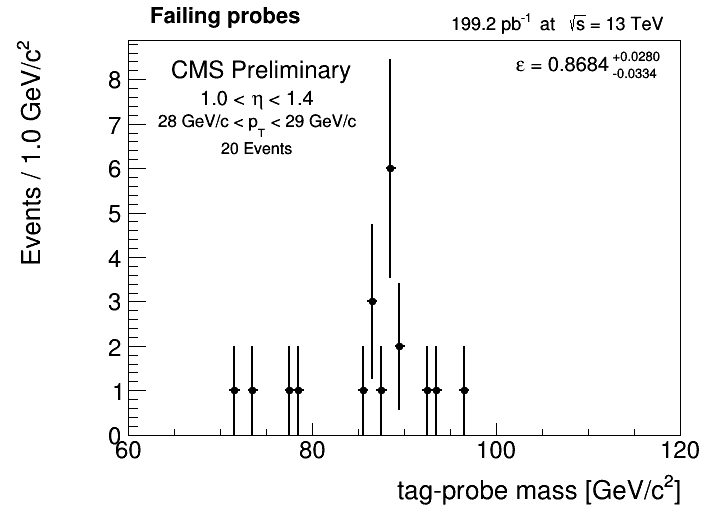 Failing probes
199.2 pb⁻¹ at √s = 13 TeV
CMS Preliminary
1.0 < η < 1.4
28 GeV/c < p_T < 29 GeV/c
20 Events
ε = 0.8684 +0.0280 -0.0334
Events / 1.0 GeV/c²
8
7
6
5
4
3
2
1
0
60 80 100 120
tag-probe mass [GeV/c²]